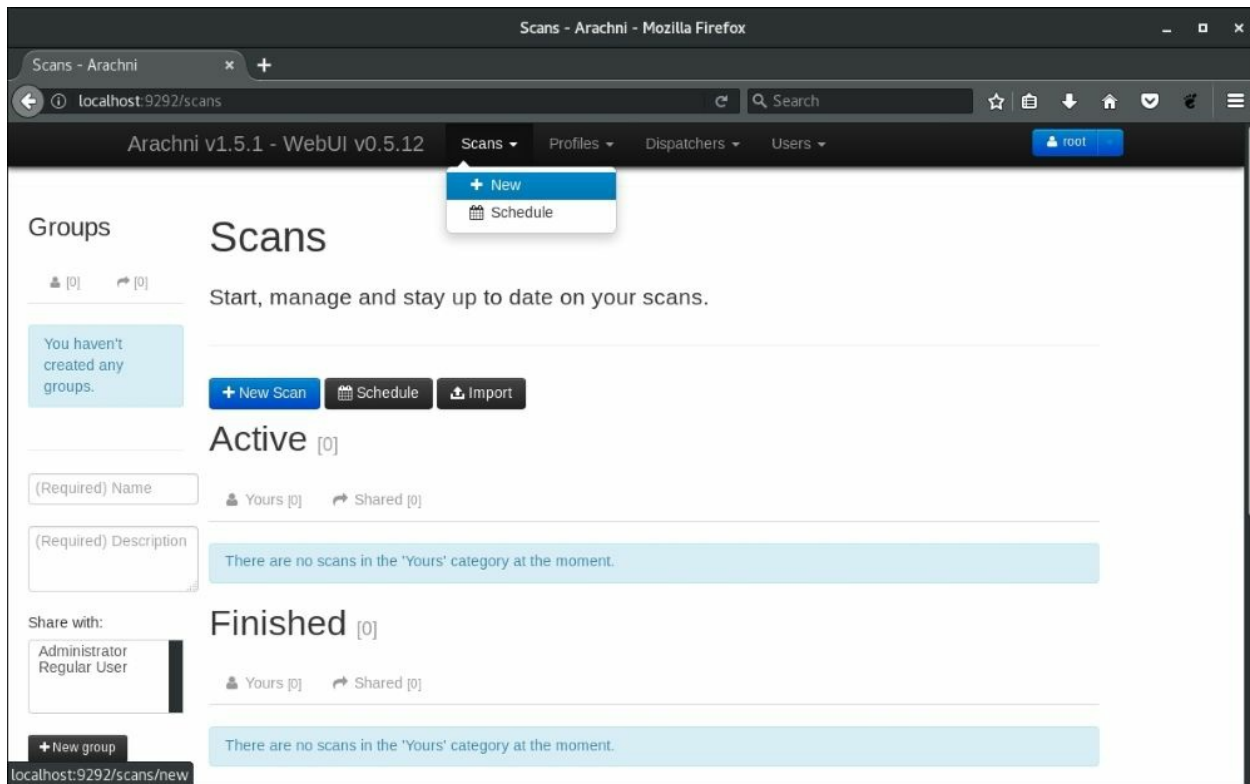 Scans - Arachni - Mozilla Firefox
Scans - Arachni
localhost:9292/scans
Search
Arachni v1.5.1 - WebUI v0.5.12
Scans
Profiles
Dispatchers
Users
root
New
Schedule
Groups
[0]
[0]
You haven't
created any
groups.
(Required) Name
(Required) Description
Share with:
Administrator
Regular User
New group
Scans
Start, manage and stay up to date on your scans.
New Scan
Schedule
Import
Active [0]
Yours [0]
Shared [0]
There are no scans in the 'Yours' category at the moment.
Finished [0]
Yours [0]
Shared [0]
There are no scans in the 'Yours' category at the moment.
localhost:9292/scans/new